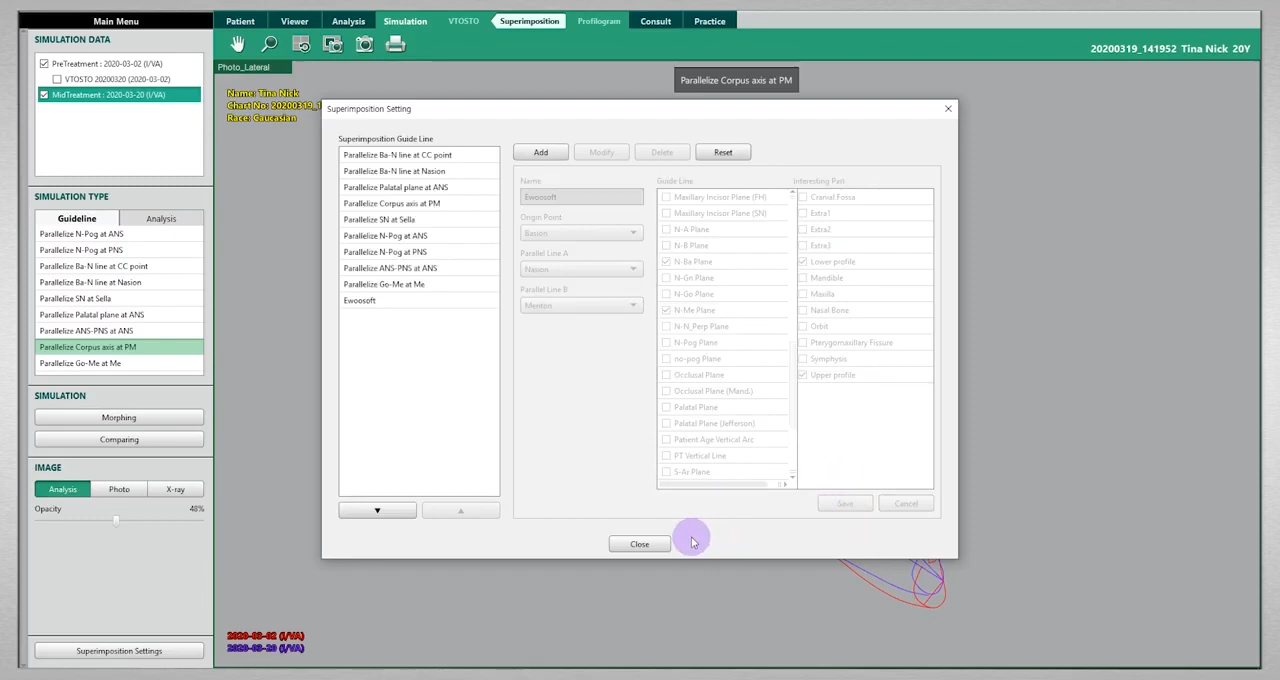 Main Menu
Patient
Viewer
Analysis
Simulation
VTOSTO
Superimposition
Profilogram
Consult
Practice
20200319_141952 Tina Nick 20Y
SIMULATION DATA
PreTreatment : 2020-03-02 (I/VA)
VTOSTO 20200320 (2020-03-02)
MidTreatment : 2020-03-20 (I/VA)
SIMULATION TYPE
Guideline
Analysis
Parallelize N-Pog at ANS
Parallelize N-Pog at PNS
Parallelize Ba-N line at CC point
Parallelize Ba-N line at Nasion
Parallelize SN at Sella
Parallelize Palatal plane at ANS
Parallelize ANS-PNS at ANS
Parallelize Corpus axis at PM
Parallelize Go-Me at Me
SIMULATION
Morphing
Comparing
IMAGE
Analysis
Photo
X-ray
Opacity
48%
Superimposition Settings
Photo_Lateral
Name: Tina Nick
Chart No: 20200319_1
Race: Caucasian
Parallelize Corpus axis at PM
Superimposition Setting
Superimposition Guide Line
Parallelize Ba-N line at CC point
Parallelize Ba-N line at Nasion
Parallelize Palatal plane at ANS
Parallelize Corpus axis at PM
Parallelize SN at Sella
Parallelize N-Pog at ANS
Parallelize N-Pog at PNS
Parallelize ANS-PNS at ANS
Parallelize Go-Me at Me
Ewoosoft
Add
Modify
Delete
Reset
Name
Ewoosoft
Origin Point
Basion
Parallel Line A
Nasion
Parallel Line B
Menton
Guide Line
Maxillary Incisor Plane (FH)
Maxillary Incisor Plane (SN)
N-A Plane
N-B Plane
N-Ba Plane
N-Gn Plane
N-Go Plane
N-Me Plane
N-N_Perp Plane
N-Pog Plane
no-pog Plane
Occlusal Plane
Occlusal Plane (Mand.)
Palatal Plane
Palatal Plane (Jefferson)
Patient Age Vertical Arc
PT Vertical Line
S-Ar Plane
Interesting Part
Cranial Fossa
Extra1
Extra2
Extra3
Lower profile
Mandible
Maxilla
Nasal Bone
Orbit
Pterygomaxillary Fissure
Symphysis
Upper profile
Save
Cancel
Close
2020-03-02 (I/VA)
2020-03-20 (I/VA)